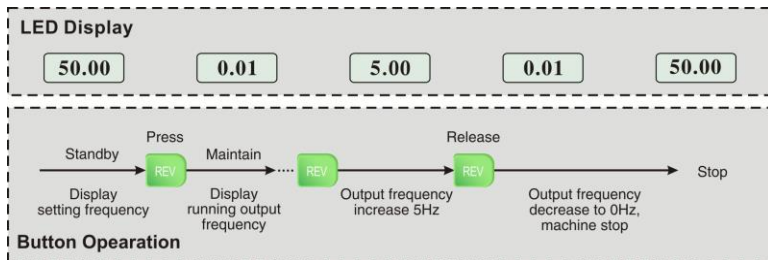 LED Display
50.00
0.01
5.00
0.01
50.00
Press
Release
Standby
Maintain
REV
REV
REV
Stop
Display
setting frequency
Display
running output
frequency
Output frequency
increase 5Hz
Output frequency
decrease to 0Hz,
machine stop
Button Opearation